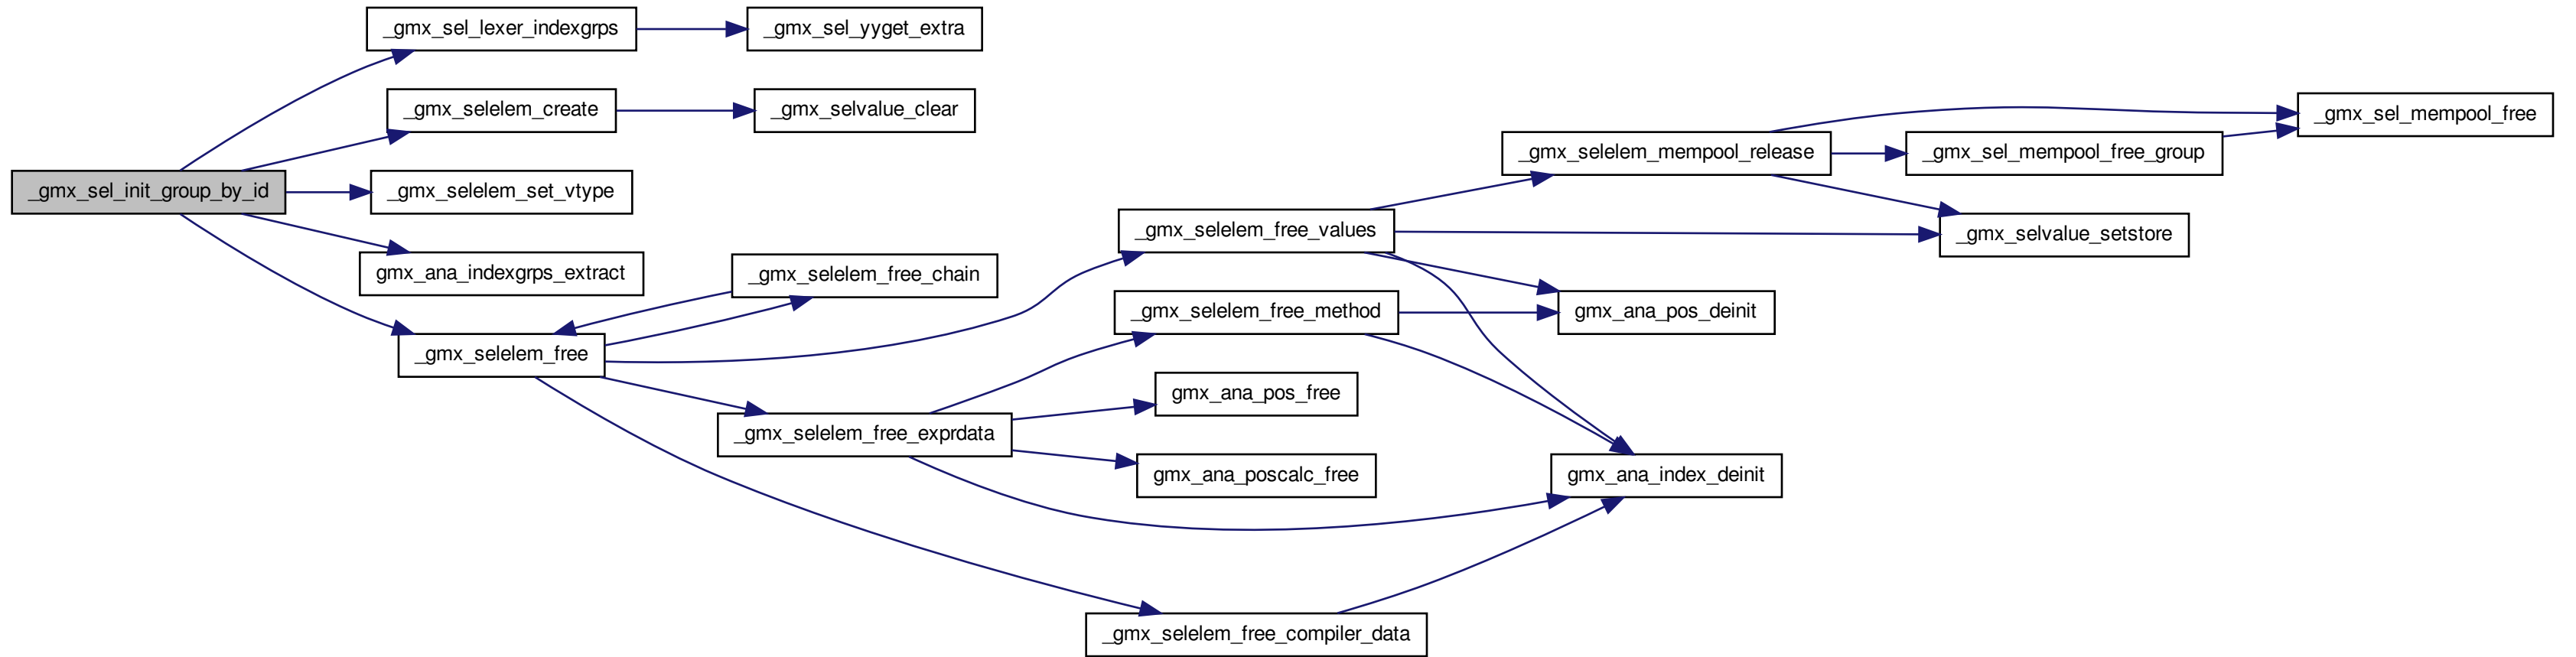 _gmx_sel_init_group_by_id
_gmx_sel_lexer_indexgrps
_gmx_sel_yyget_extra
_gmx_selelem_create
_gmx_selvalue_clear
_gmx_selelem_set_vtype
gmx_ana_indexgrps_extract
_gmx_selelem_free
_gmx_selelem_free_chain
_gmx_selelem_free_values
_gmx_selelem_mempool_release
_gmx_sel_mempool_free
_gmx_sel_mempool_free_group
_gmx_selvalue_setstore
gmx_ana_pos_deinit
_gmx_selelem_free_method
_gmx_selelem_free_exprdata
gmx_ana_pos_free
gmx_ana_poscalc_free
gmx_ana_index_deinit
_gmx_selelem_free_compiler_data